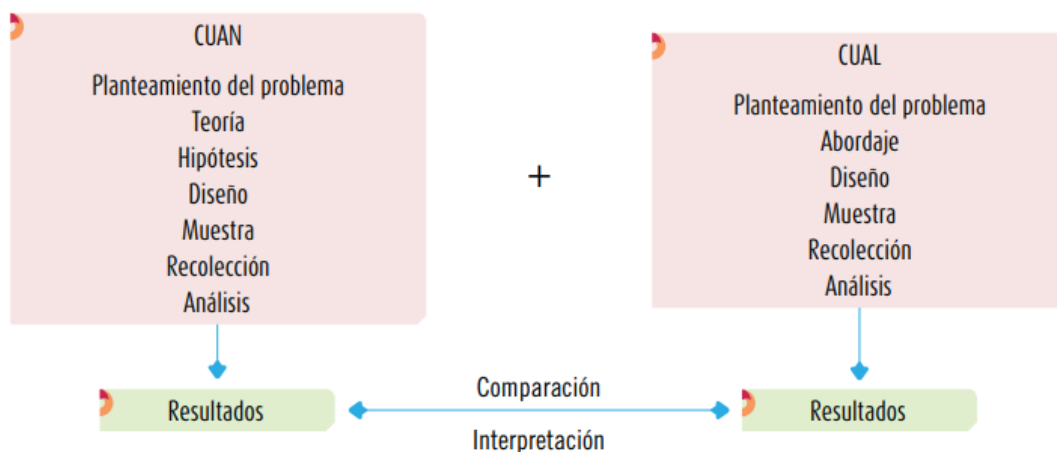 CUAN
Planteamiento del problema
Teoría
Hipótesis
Diseño
Muestra
Recolección
Análisis
+
CUAL
Planteamiento del problema
Abordaje
Diseño
Muestra
Recolección
Análisis
Resultados
Comparación
Interpretación
Resultados